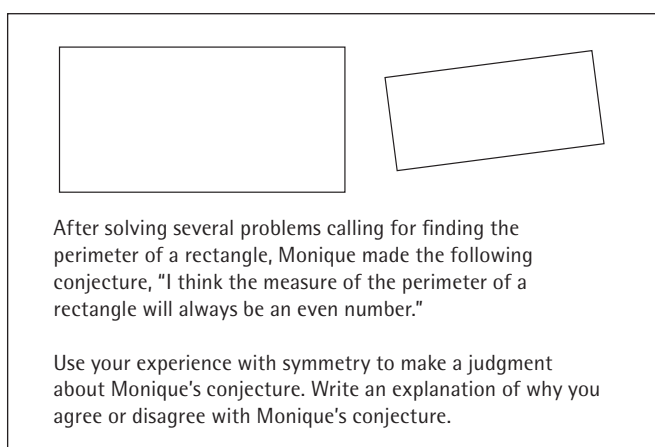 After solving several problems calling for finding the
perimeter of a rectangle, Monique made the following
conjecture, “I think the measure of the perimeter of a
rectangle will always be an even number.”
Use your experience with symmetry to make a judgment
about Monique’s conjecture. Write an explanation of why you
agree or disagree with Monique’s conjecture.